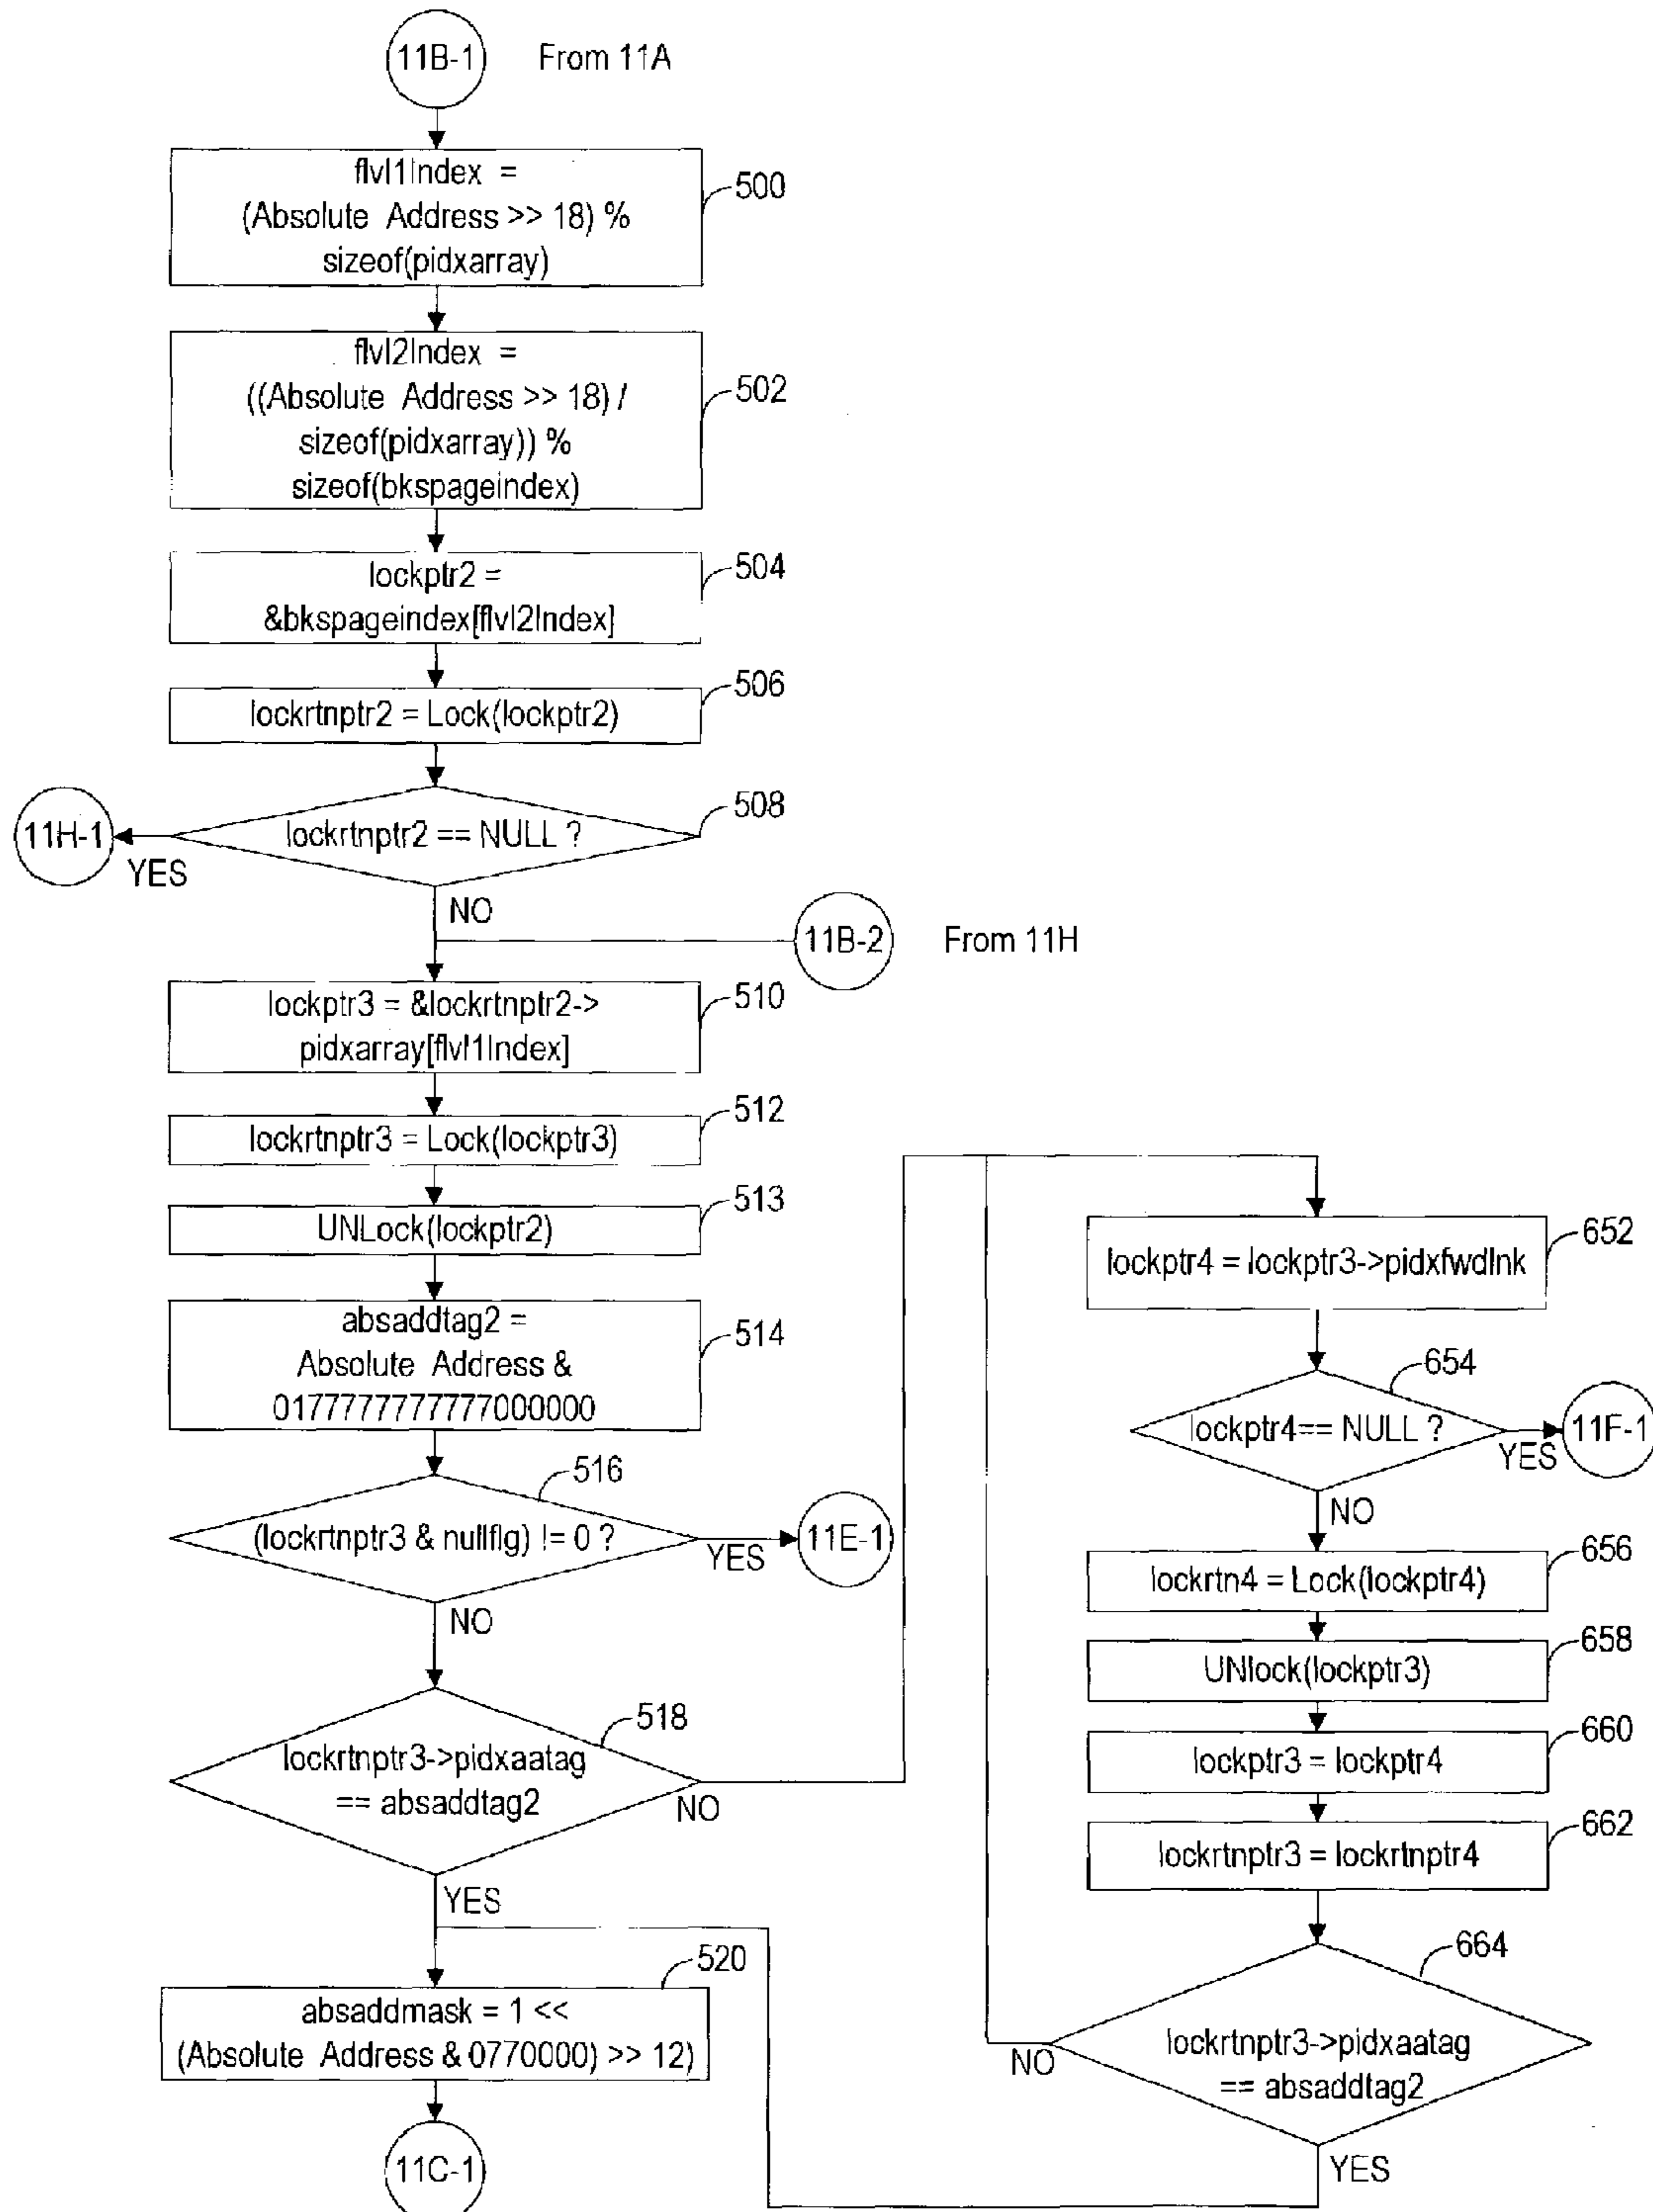 11B-1 From 11A
flvl1Index =
(Absolute Address >> 18) %
sizeof(pidxarray)
500
flvl2Index =
((Absolute Address >> 18) /
sizeof(pidxarray)) %
sizeof(bkspageindex)
502
lockptr2 =
&bkspageindex[flvl2Index]
504
lockrtnptr2 = Lock(lockptr2)
506
lockrtnptr2 == NULL ?
508
11H-1
YES
NO
11B-2 From 11H
lockptr3 = &lockrtnptr2->
pidxarray[flvl1Index]
510
lockrtnptr3 = Lock(lockptr3)
512
UNLock(lockptr2)
513
absaddtag2 =
Absolute Address &
0177777777777000000
514
(lockrtnptr3 & nullflg) != 0 ?
516
YES
11E-1
NO
lockrtnptr3->pidxaatag
== absaddtag2
518
NO
YES
absaddmask = 1 <<
(Absolute Address & 0770000) >> 12)
520
11C-1
lockptr4 = lockptr3->pidxfwdlnk
652
lockptr4== NULL ?
654
YES
11F-1
NO
lockrtn4 = Lock(lockptr4)
656
UNlock(lockptr3)
658
lockptr3 = lockptr4
660
lockrtnptr3 = lockrtnptr4
662
lockrtnptr3->pidxaatag
== absaddtag2
664
NO
YES